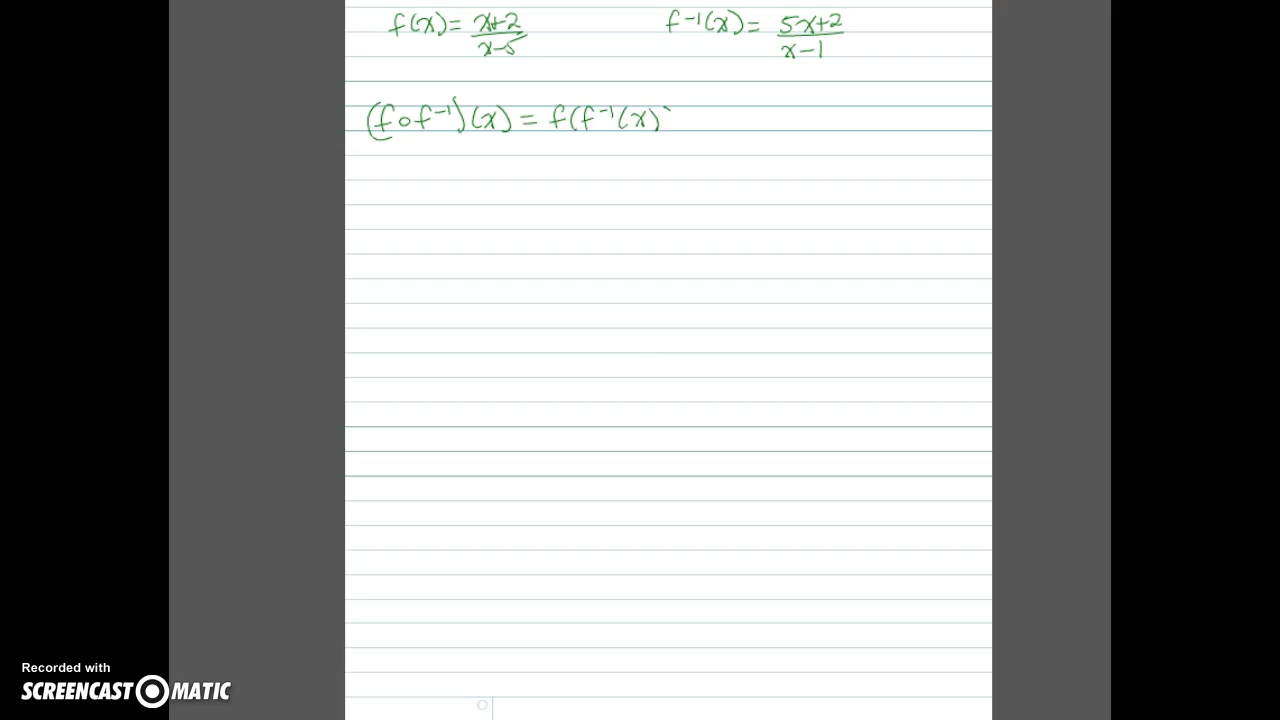 f(x) = x+2/x-5 f-1(x) = 5x+2/x-1
(f∘f-1)(x) = f(f-1(x)
Recorded with
SCREENCAST O MATIC